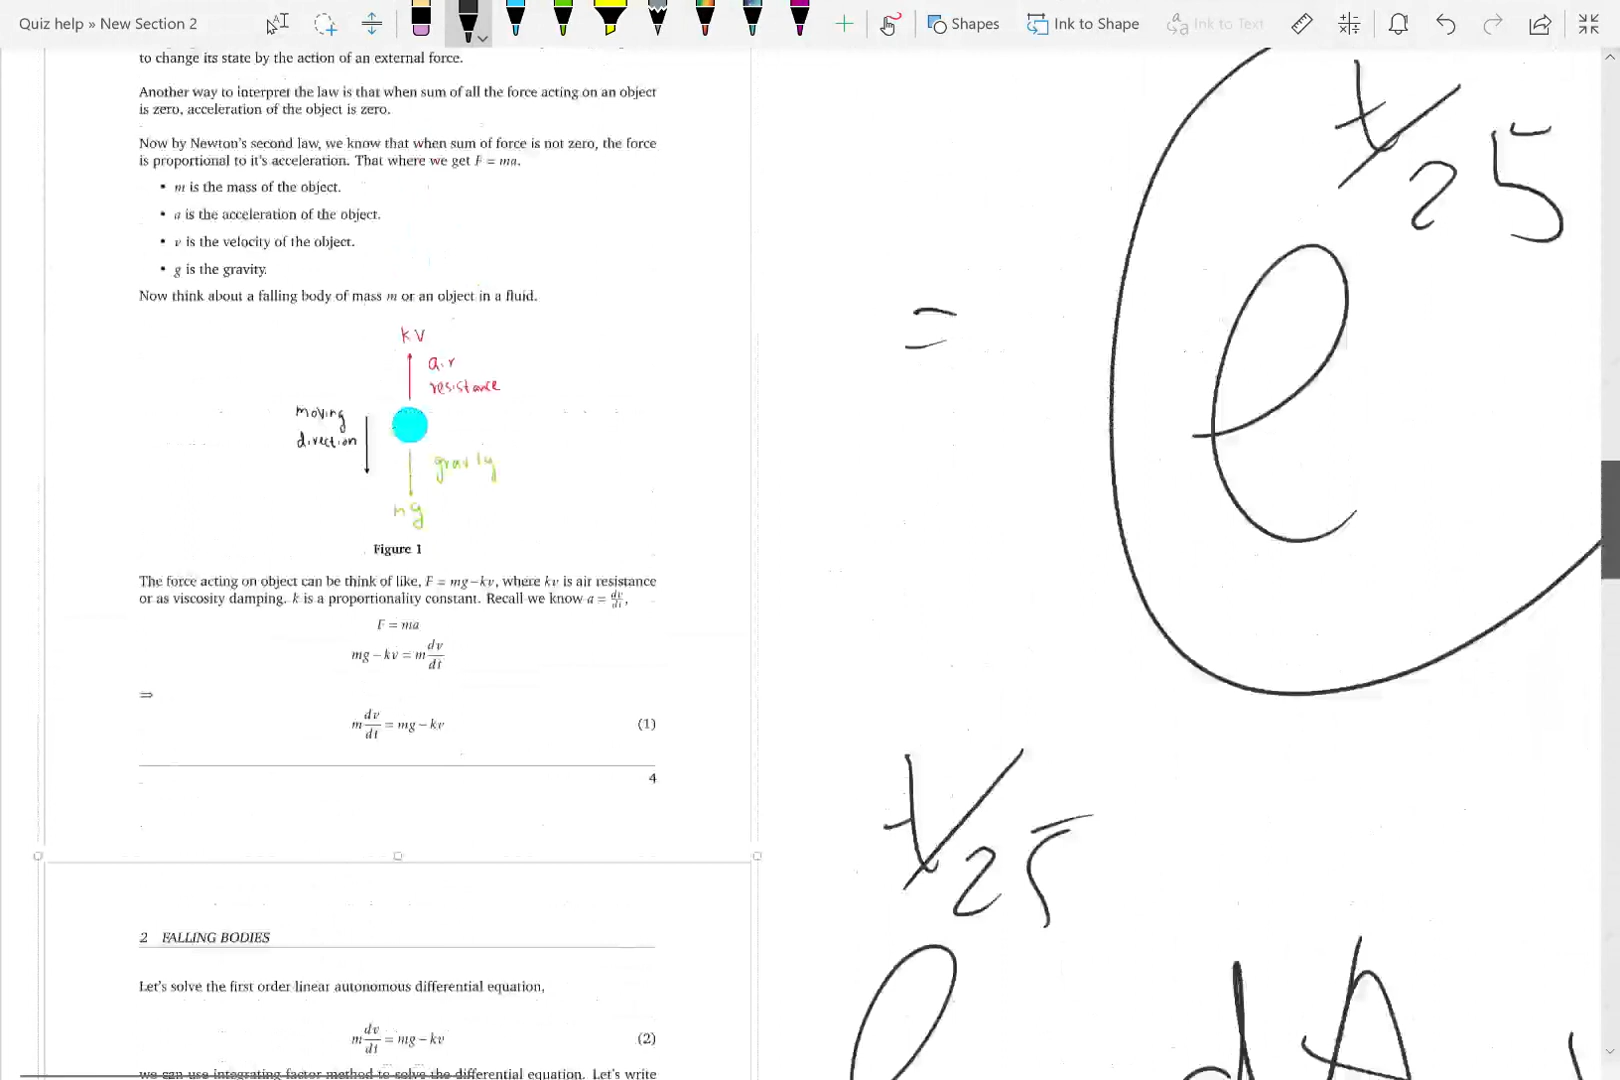 Quiz help » New Section 2
Shapes
Ink to Shape
Ink to Text
to change its state by the action of an external force.
Another way to interpret the law is that when sum of all the force acting on an object
is zero, acceleration of the object is zero.
Now by Newton's second law, we know that when sum of force is not zero, the force
is proportional to it's acceleration. That where we get F = ma.
• m is the mass of the object.
• a is the acceleration of the object.
• v is the velocity of the object.
• g is the gravity.
Now think about a falling body of mass m or an object in a fluid.
kv
air
resistance
moving
direction
gravity
mg
Figure 1
The force acting on object can be think of like, F = mg−kv, where kv is air resistance
or as viscosity damping. k is a proportionality constant. Recall we know a = dv/dt,
F = ma
mg − kv = m dv/dt
⇒
m dv/dt = mg − kv (1)
4
2 FALLING BODIES
Let's solve the first order linear autonomous differential equation,
m dv/dt = mg − kv (2)
we can use integrating factor method to solve the differential equation. Let's write
= e^t/25
t/25